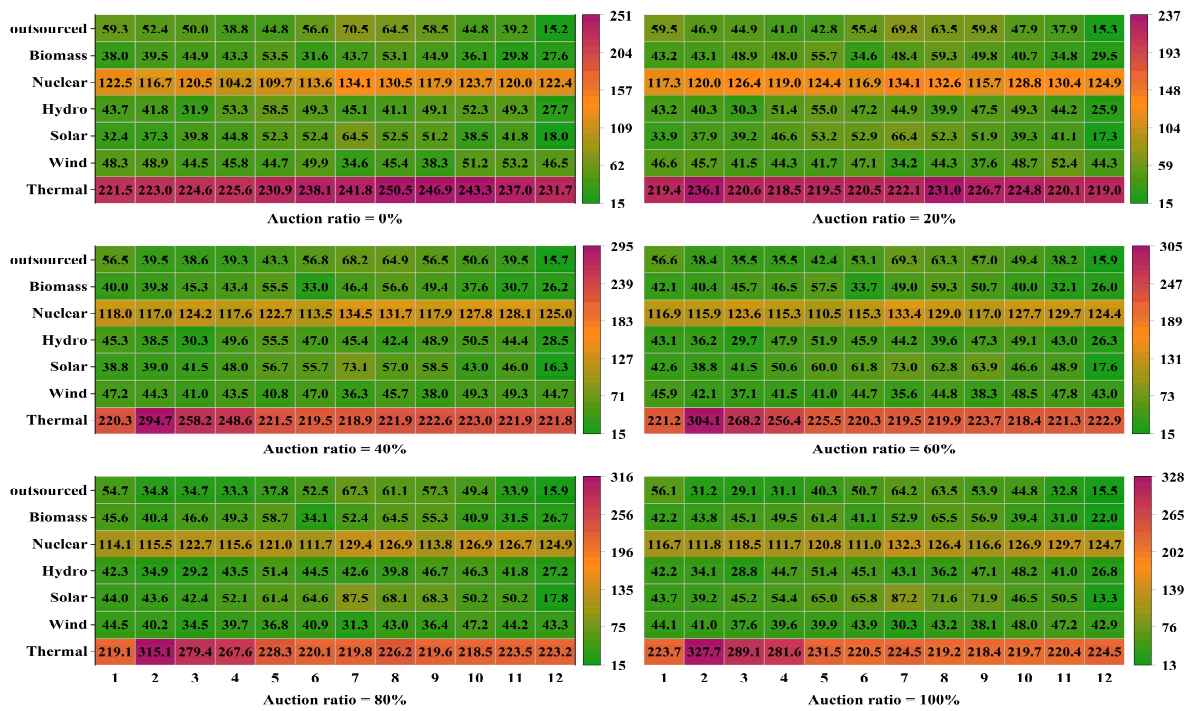 outsourced 59.3 52.4 50.0 38.8 44.8 56.6 70.5 64.5 58.5 44.8 39.2 15.2
Biomass 38.0 39.5 44.9 43.3 53.5 31.6 43.7 53.1 44.9 36.1 29.8 27.6
Nuclear 122.5 116.7 120.5 104.2 109.7 113.6 134.1 130.5 117.9 123.7 120.0 122.4
Hydro 43.7 41.8 31.9 53.3 58.5 49.3 45.1 41.1 49.1 52.3 49.3 27.7
Solar 32.4 37.3 39.8 44.8 52.3 52.4 64.5 52.5 51.2 38.5 41.8 18.0
Wind 48.3 48.9 44.5 45.8 44.7 49.9 34.6 45.4 38.3 51.2 53.2 46.5
Thermal 221.5 223.0 224.6 225.6 230.9 238.1 241.8 250.5 246.9 243.3 237.0 231.7
251
204
157
109
62
15
Auction ratio = 0%
59.5 46.9 44.9 41.0 42.8 55.4 69.8 63.5 59.8 47.9 37.9 15.3
43.2 43.1 48.9 48.0 55.7 34.6 48.4 59.3 49.8 40.7 34.8 29.5
117.3 120.0 126.4 119.0 124.4 116.9 134.1 132.6 115.7 128.8 130.4 124.9
43.2 40.3 30.3 51.4 55.0 47.2 44.9 39.9 47.5 49.3 44.2 25.9
33.9 37.9 39.2 46.6 53.2 52.9 66.4 52.3 51.9 39.3 41.1 17.3
46.6 45.7 41.5 44.3 41.7 47.1 34.2 44.3 37.6 48.7 52.4 44.3
219.4 236.1 220.6 218.5 219.5 220.5 222.1 231.0 226.7 224.8 220.1 219.0
237
193
148
104
59
15
Auction ratio = 20%
outsourced 56.5 39.5 38.6 39.3 43.3 56.8 68.2 64.9 56.5 50.6 39.5 15.7
Biomass 40.0 39.8 45.3 43.4 55.5 33.0 46.4 56.6 49.4 37.6 30.7 26.2
Nuclear 118.0 117.0 124.2 117.6 122.7 113.5 134.5 131.7 117.9 127.8 128.1 125.0
Hydro 45.3 38.5 30.3 49.6 55.5 47.0 45.4 42.4 48.9 50.5 44.4 28.5
Solar 38.8 39.0 41.5 48.0 56.7 55.7 73.1 57.0 58.5 43.0 46.0 16.3
Wind 47.2 44.3 41.0 43.5 40.8 47.0 36.3 45.7 38.0 49.3 49.3 44.7
Thermal 220.3 294.7 258.2 248.6 221.5 219.5 218.9 221.9 222.6 223.0 221.9 221.8
295
239
183
127
71
15
Auction ratio = 40%
56.6 38.4 35.5 35.5 42.4 53.1 69.3 63.3 57.0 49.4 38.2 15.9
42.1 40.4 45.7 46.5 57.5 33.7 49.0 59.3 50.7 40.0 32.1 26.0
116.9 115.9 123.6 115.3 110.5 115.3 133.4 129.0 117.0 127.7 129.7 124.4
43.1 36.2 29.7 47.9 51.9 45.9 44.2 39.6 47.3 49.1 43.0 26.3
42.6 38.8 41.5 50.6 60.0 61.8 73.0 62.8 63.9 46.6 48.9 17.6
45.9 42.1 37.1 41.5 41.0 44.7 35.6 44.8 38.3 48.5 47.8 43.0
221.2 304.1 268.2 256.4 225.5 220.3 219.5 219.9 223.7 218.4 221.3 222.9
305
247
189
131
73
15
Auction ratio = 60%
outsourced 54.7 34.8 34.7 33.3 37.8 52.5 67.3 61.1 57.3 49.4 33.9 15.9
Biomass 45.6 40.4 46.6 49.3 58.7 34.1 52.4 64.5 55.3 40.9 31.5 26.7
Nuclear 114.1 115.5 122.7 115.6 121.0 111.7 129.4 126.9 113.8 126.9 126.7 124.9
Hydro 42.3 34.9 29.2 43.5 51.4 44.5 42.6 39.8 46.7 46.3 41.8 27.2
Solar 44.0 43.6 42.4 52.1 61.4 64.6 87.5 68.1 68.3 50.2 50.2 17.8
Wind 44.5 40.2 34.5 39.7 36.8 40.9 31.3 43.0 36.4 47.2 44.2 43.3
Thermal 219.1 315.1 279.4 267.6 228.3 220.1 219.8 226.2 219.6 218.5 223.5 223.2
1 2 3 4 5 6 7 8 9 10 11 12
316
256
196
135
75
15
Auction ratio = 80%
56.1 31.2 29.1 31.1 40.3 50.7 64.2 63.5 53.9 44.8 32.8 15.5
42.2 43.8 45.1 49.5 61.4 41.1 52.9 65.5 56.9 39.4 31.0 22.0
116.7 111.8 118.5 111.7 120.8 111.0 132.3 126.4 116.6 126.9 129.7 124.7
42.2 34.1 28.8 44.7 51.4 45.1 43.1 36.2 47.1 48.2 46.0 26.8
43.7 39.2 45.2 54.4 65.0 65.8 87.2 71.6 71.9 46.5 50.5 13.3
44.1 41.0 37.6 39.6 39.9 43.9 30.3 43.2 38.1 48.0 47.2 42.9
223.7 327.7 289.1 281.6 231.5 220.5 224.5 219.2 218.4 219.7 220.4 224.5
1 2 3 4 5 6 7 8 9 10 11 12
328
265
202
139
76
13
Auction ratio = 100%